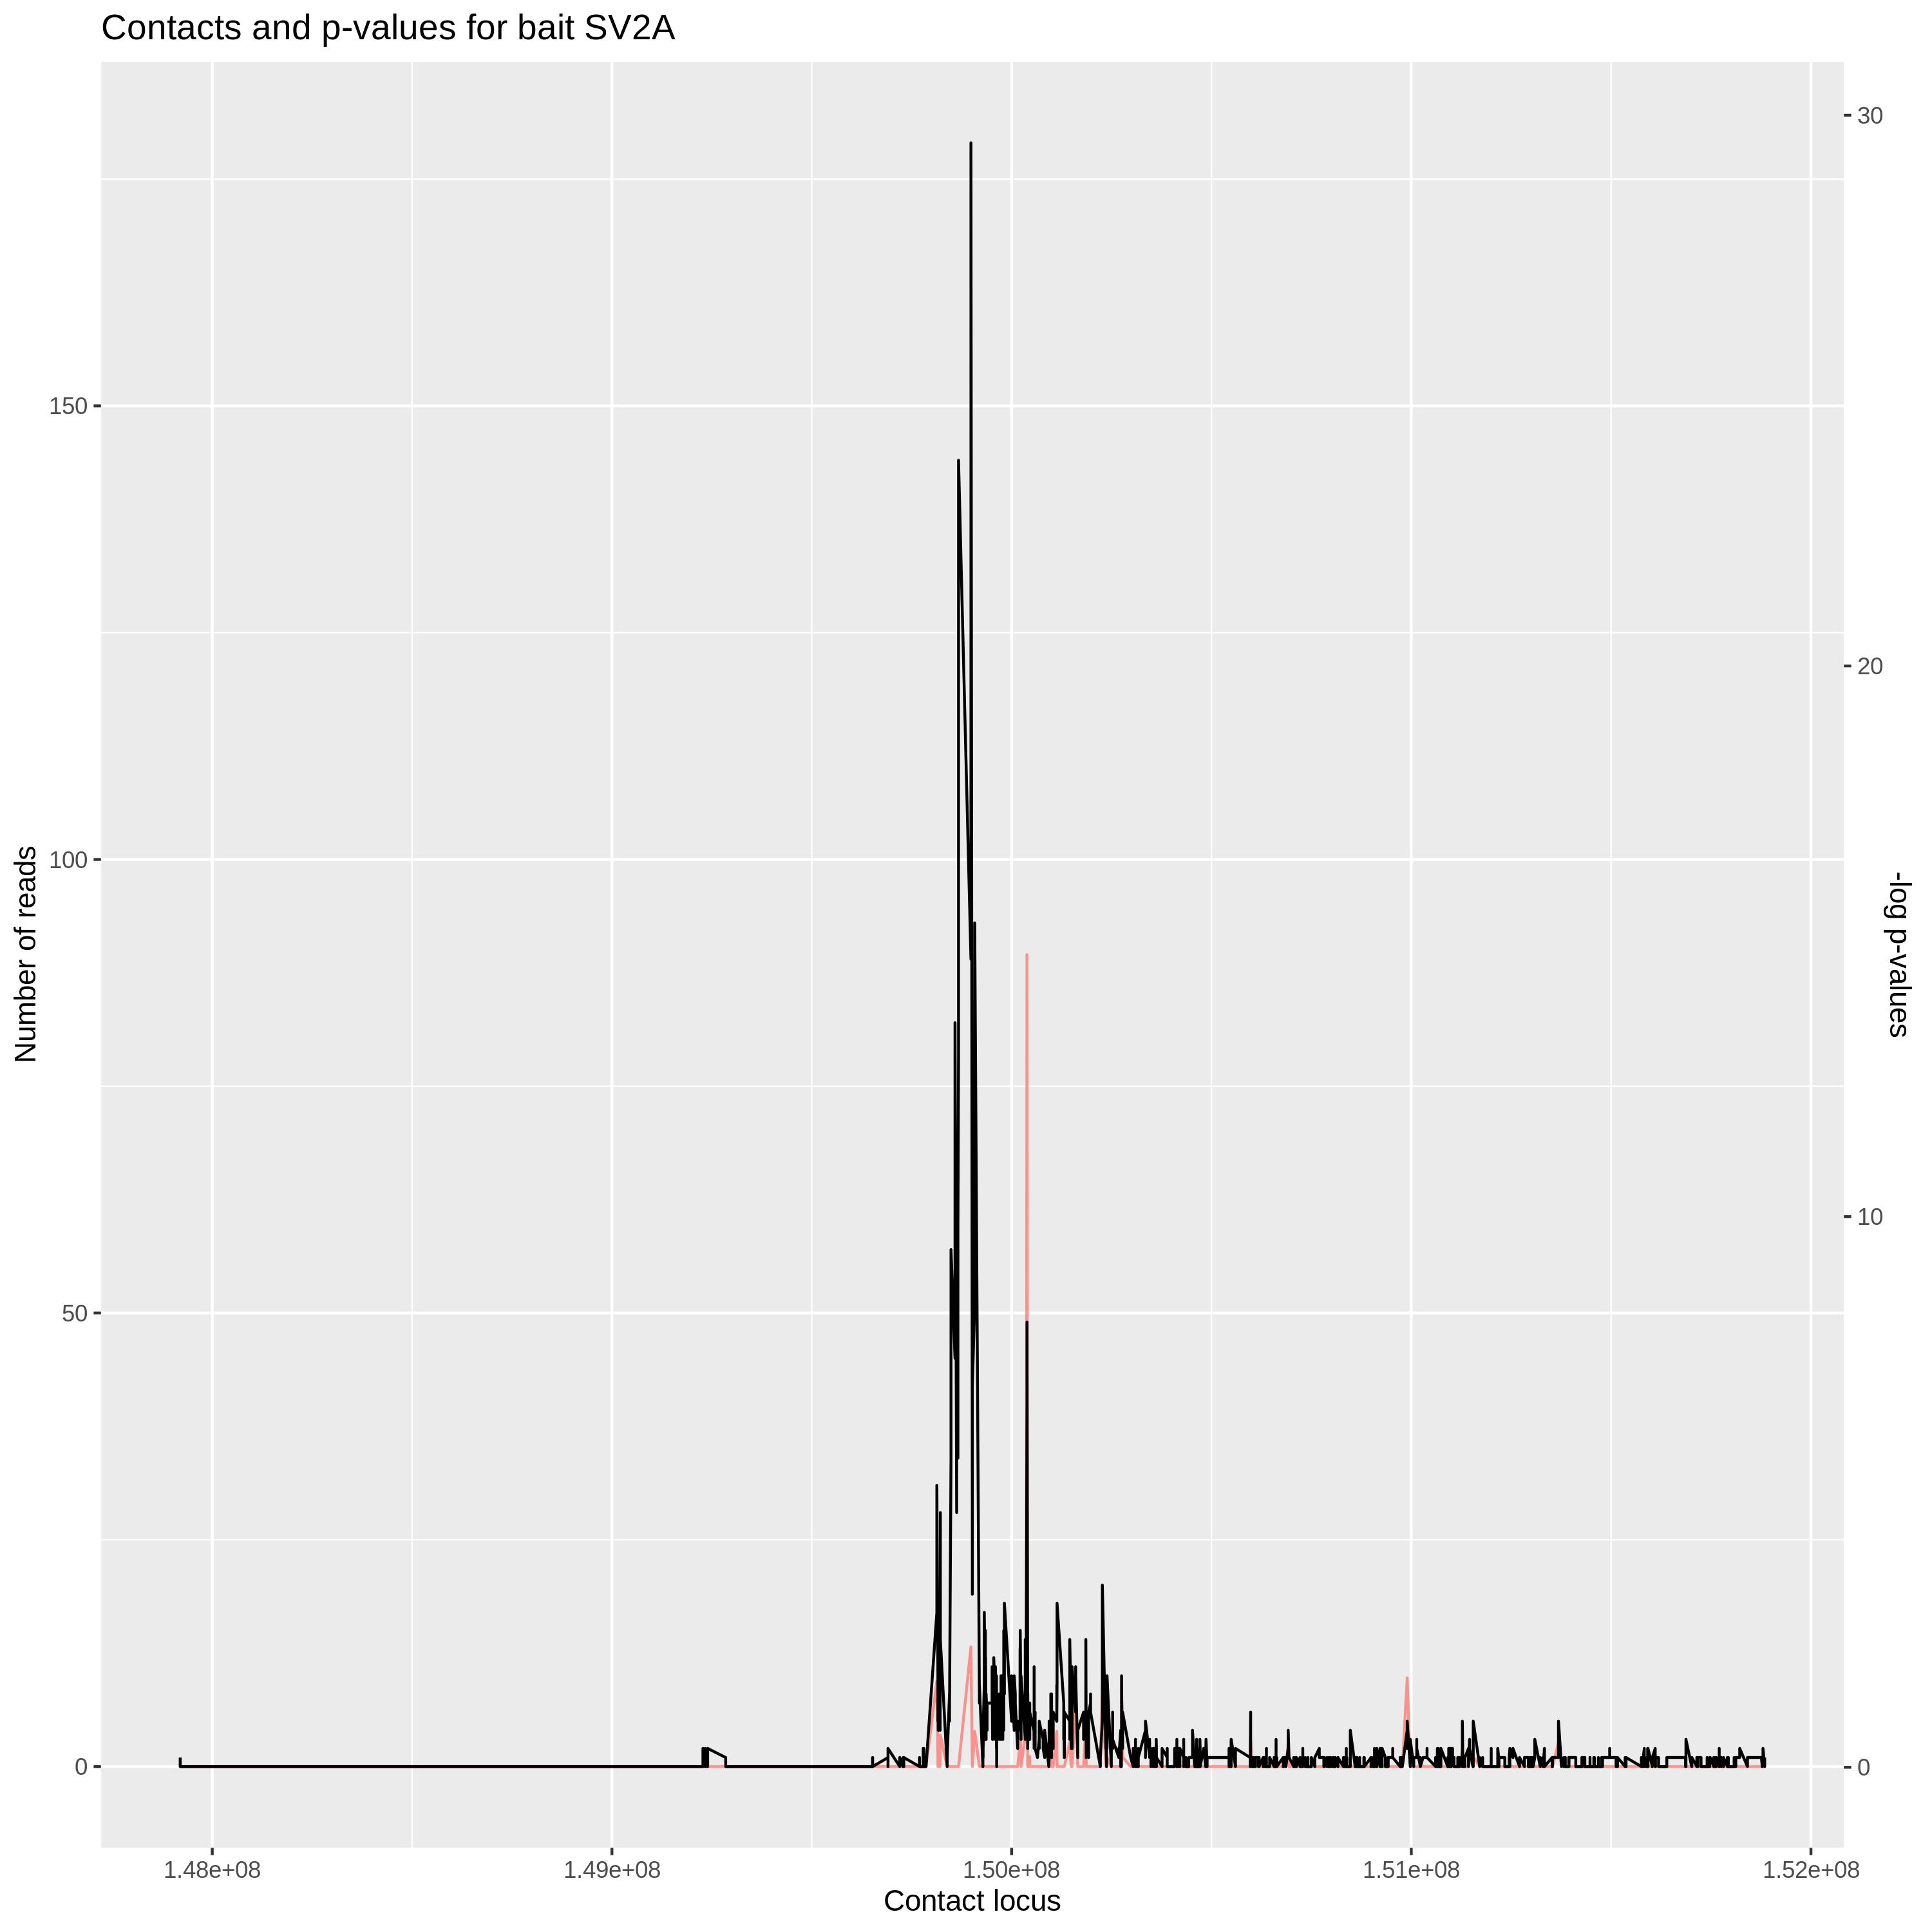 Contacts and p-values for bait SV2A
Number of reads
150
100
50
0
30
20
10
0
-log p-values
1.48e+08 1.49e+08 1.50e+08 1.51e+08 1.52e+08
Contact locus